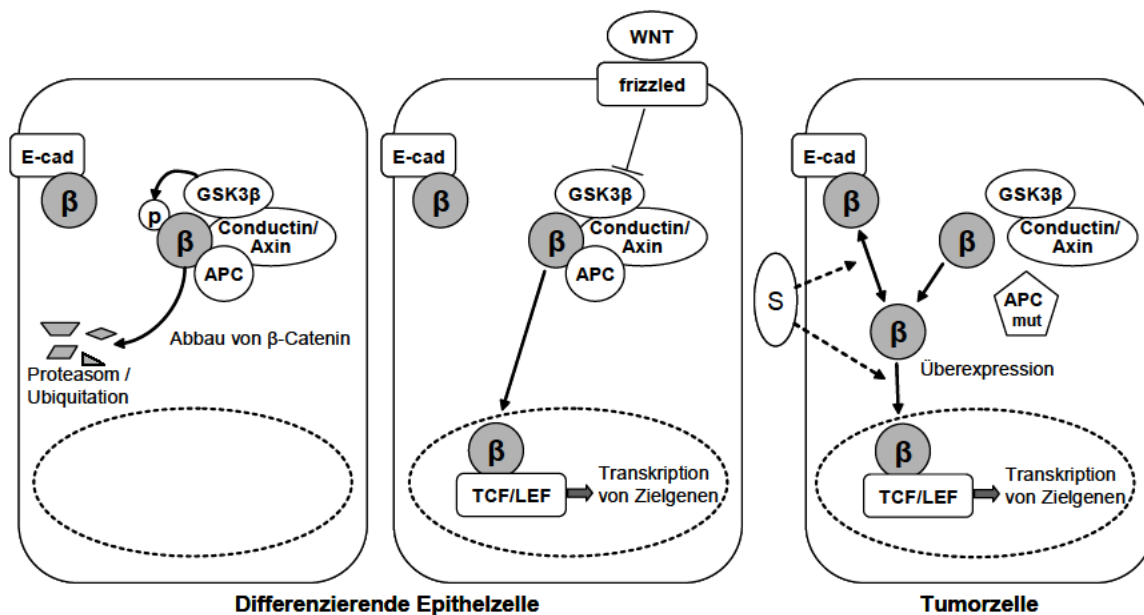 E-cad
β
p
GSK3β
β
Conductin/
Axin
APC
Abbau von β-Catenin
Proteasom /
Ubiquitation
WNT
frizzled
E-cad
β
GSK3β
β
Conductin/
Axin
APC
β
TCF/LEF
Transkription
von Zielgenen
Differenzierende Epithelzelle
E-cad
β
GSK3β
β
Conductin/
Axin
S
APC
mut
β
Überexpression
β
TCF/LEF
Transkription
von Zielgenen
Tumorzelle